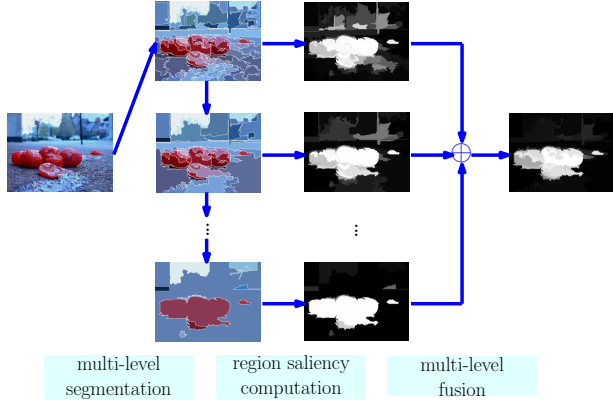 multi-level
segmentation
region saliency
computation
multi-level
fusion